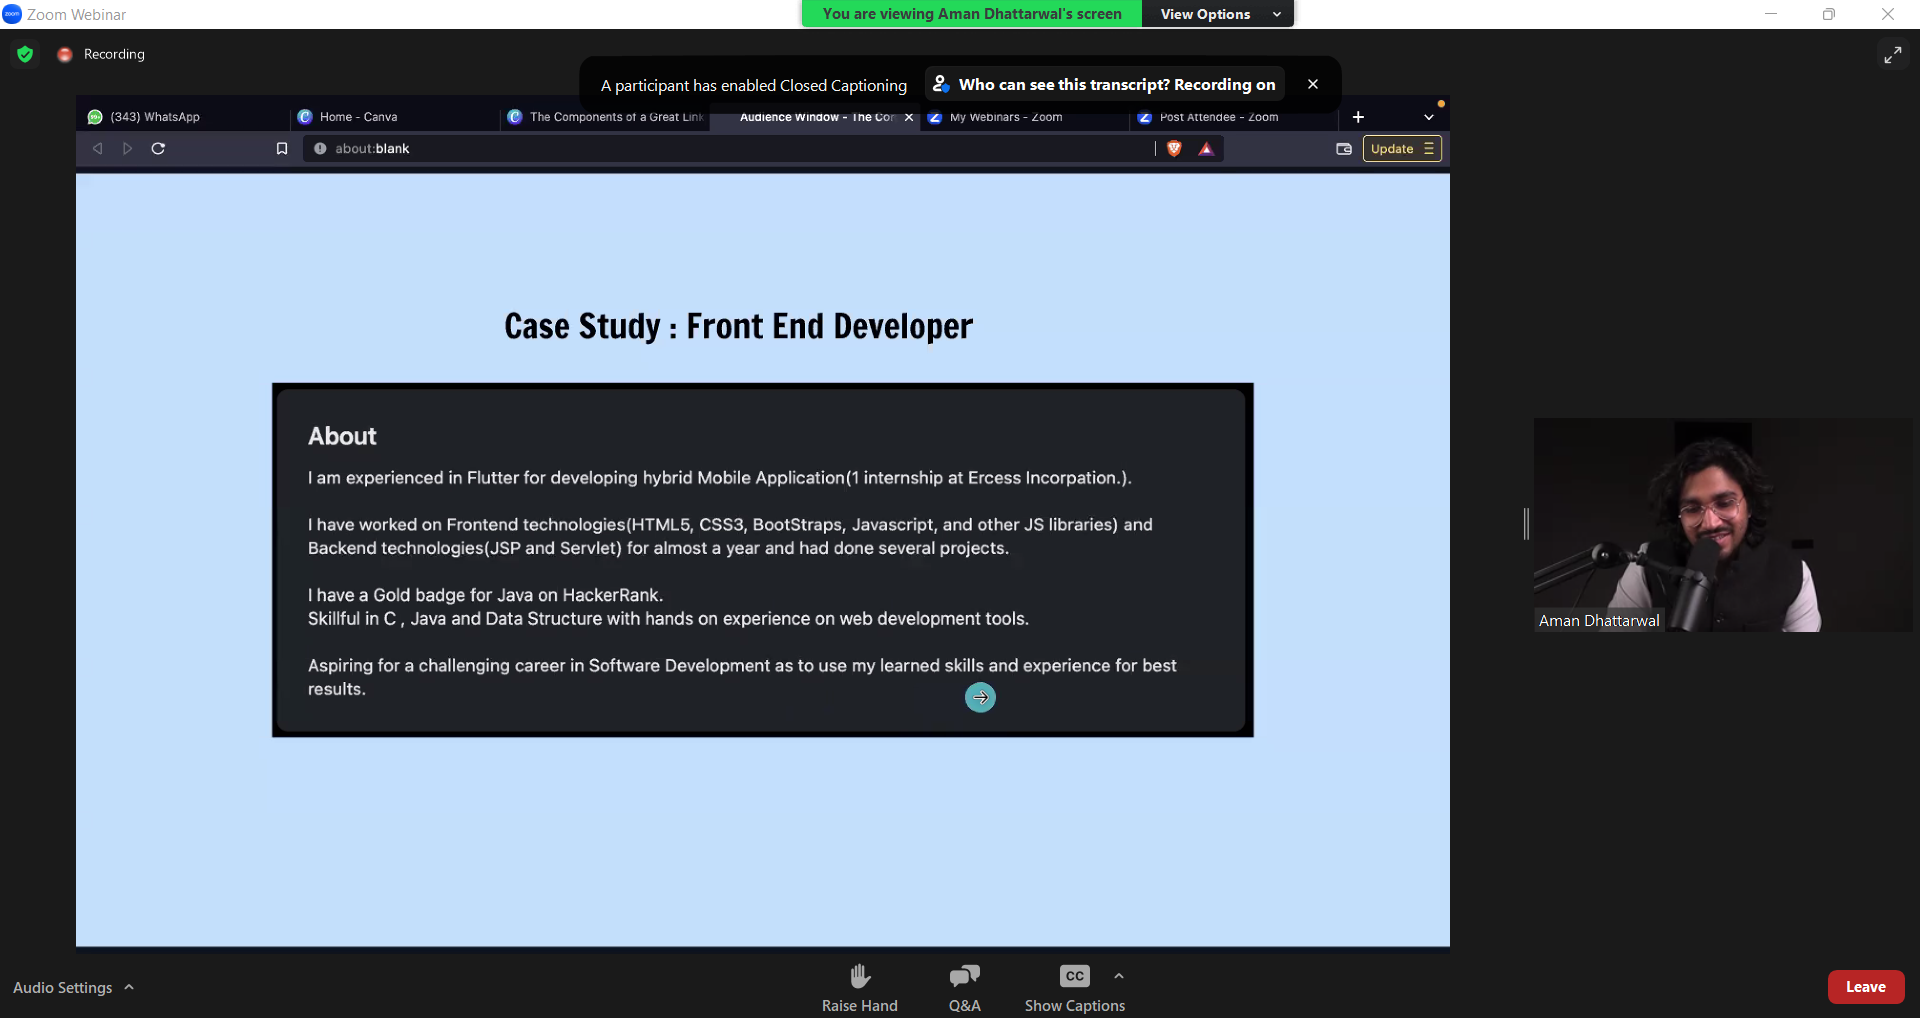 Zoom Webinar
You are viewing Aman Dhattarwal's screen
View Options
Recording
A participant has enabled Closed Captioning
Who can see this transcript? Recording on
(343) WhatsApp
Home - Canva
The Components of a Great Link
Audience Window - The Cor
My Webinars - Zoom
Post Attendee - Zoom
about:blank
Update
Case Study : Front End Developer
About
I am experienced in Flutter for developing hybrid Mobile Application(1 internship at Ercess Incorpation.).
I have worked on Frontend technologies(HTML5, CSS3, BootStraps, Javascript, and other JS libraries) and
Backend technologies(JSP and Servlet) for almost a year and had done several projects.
I have a Gold badge for Java on HackerRank.
Skillful in C , Java and Data Structure with hands on experience on web development tools.
Aspiring for a challenging career in Software Development as to use my learned skills and experience for best
results.
Aman Dhattarwal
Audio Settings
Raise Hand
Q&A
CC
Show Captions
Leave